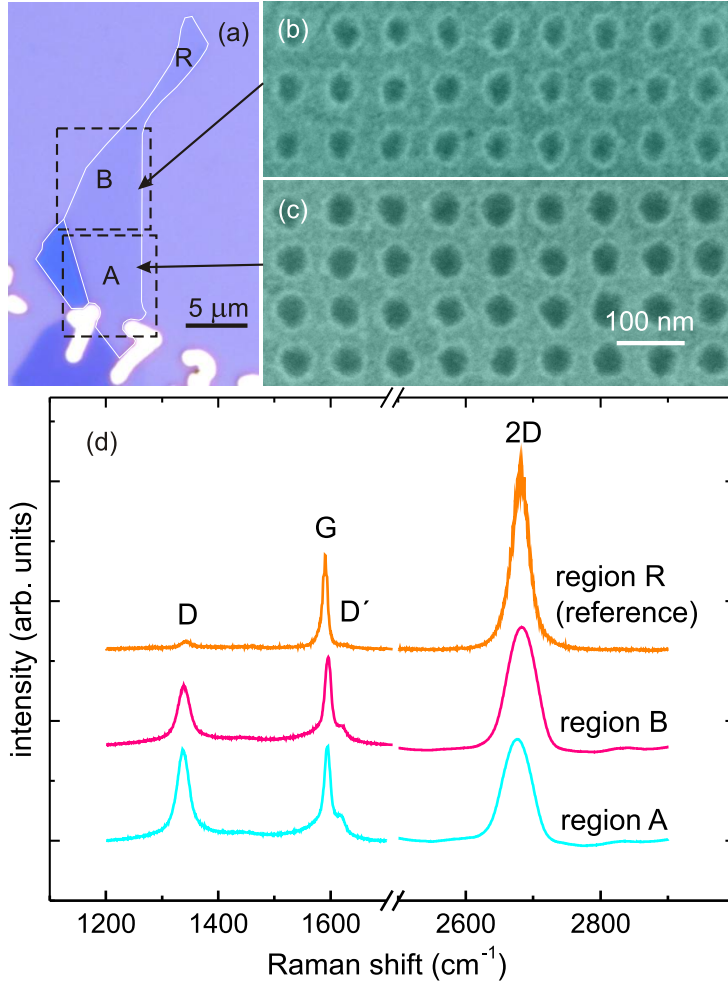 (a)
R
B
A
5 μm
(b)
(c)
100 nm
(d)
2D
G
D
D´
region R
(reference)
region B
region A
intensity (arb. units)
1200 1400 1600 2600 2800
Raman shift (cm⁻¹)